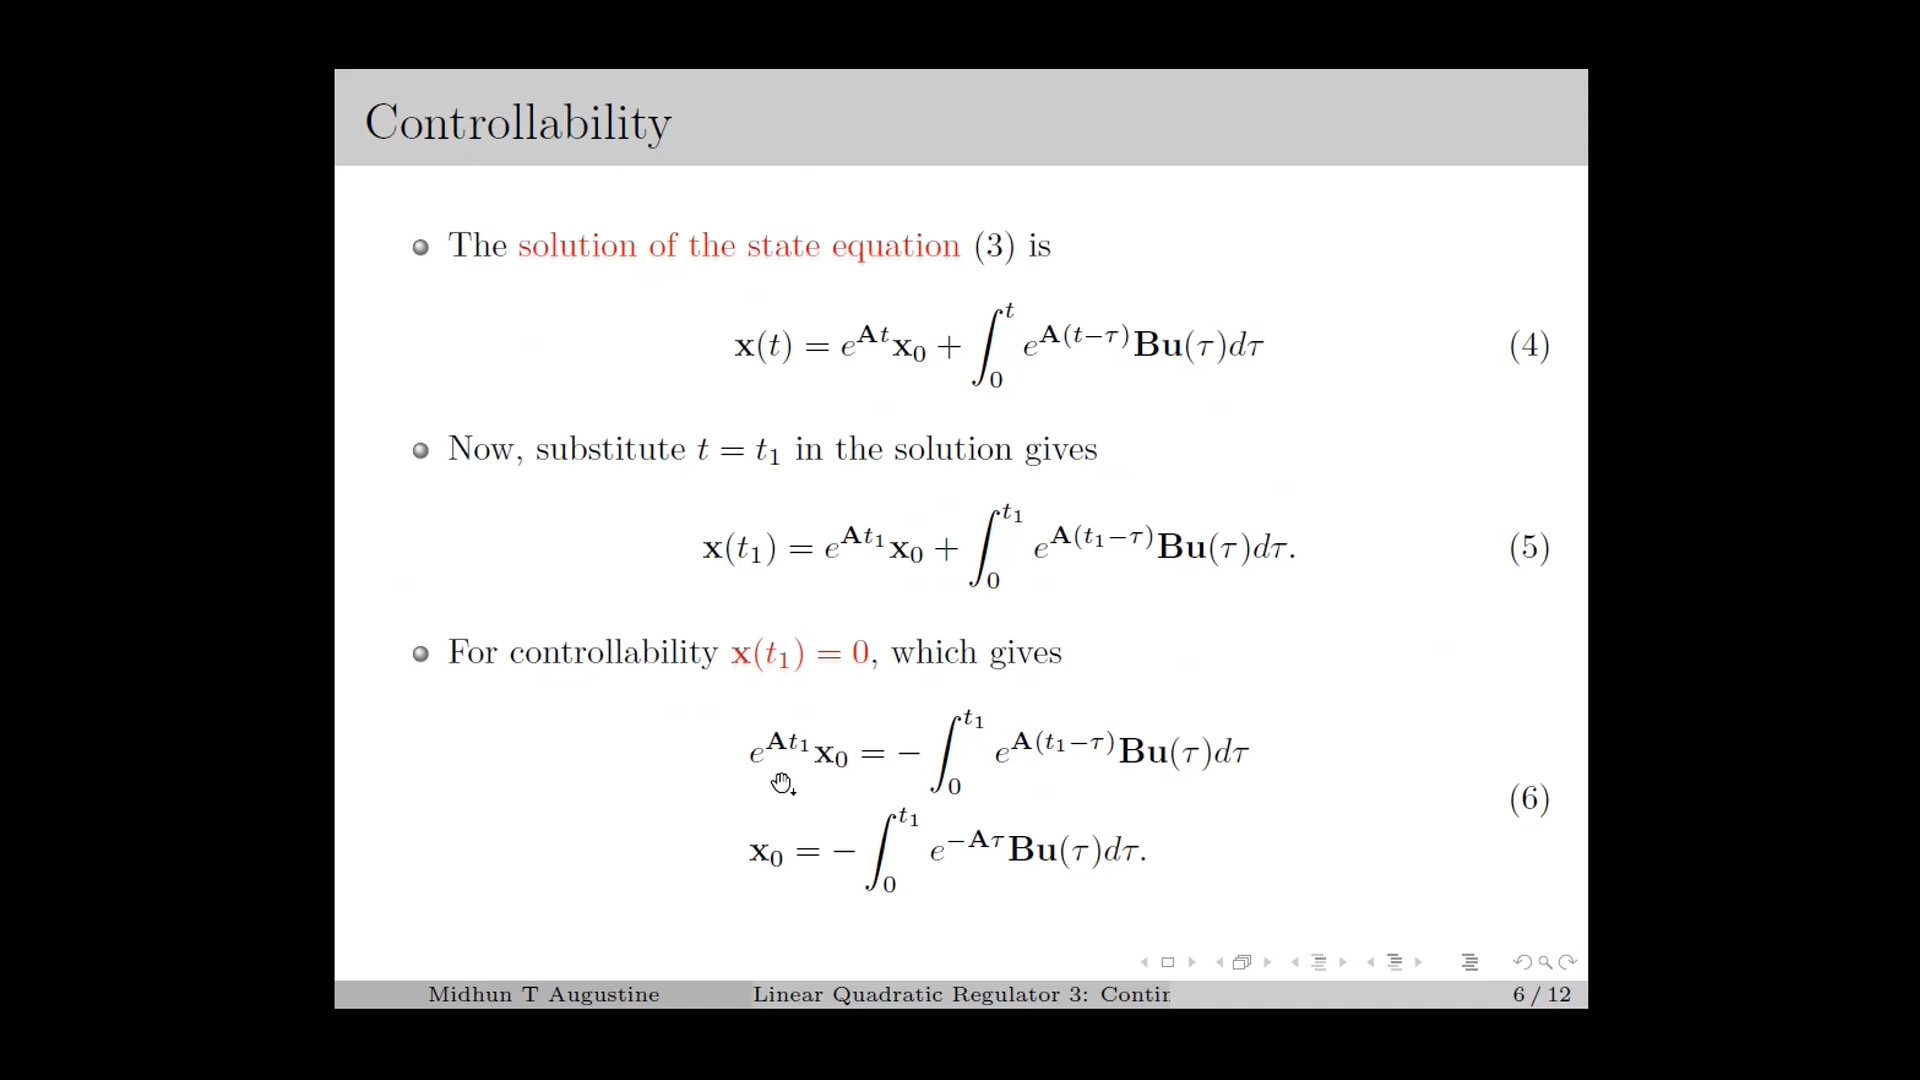 Controllability
The solution of the state equation (3) is
x(t) = e^{At}x_0 + ∫_0^t e^{A(t−τ)}Bu(τ)dτ (4)
Now, substitute t = t_1 in the solution gives
x(t_1) = e^{At_1}x_0 + ∫_0^{t_1} e^{A(t_1−τ)}Bu(τ)dτ. (5)
For controllability x(t_1) = 0, which gives
e^{At_1}x_0 = − ∫_0^{t_1} e^{A(t_1−τ)}Bu(τ)dτ
(6)
x_0 = − ∫_0^{t_1} e^{−Aτ}Bu(τ)dτ.
Midhun T Augustine Linear Quadratic Regulator 3: Contin 6 / 12